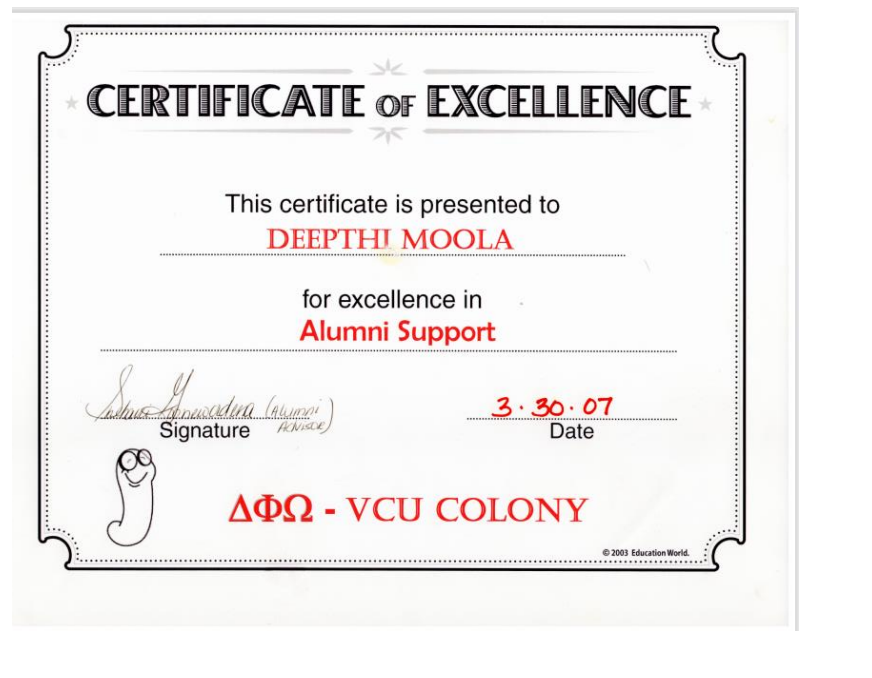 CERTIFICATE OF EXCELLENCE
This certificate is presented to
DEEPTHI MOOLA
for excellence in
Alumni Support
(Alumni Advisor)
3·30·07
Signature
Date
ΔΦΩ - VCU COLONY
© 2003 Education World.